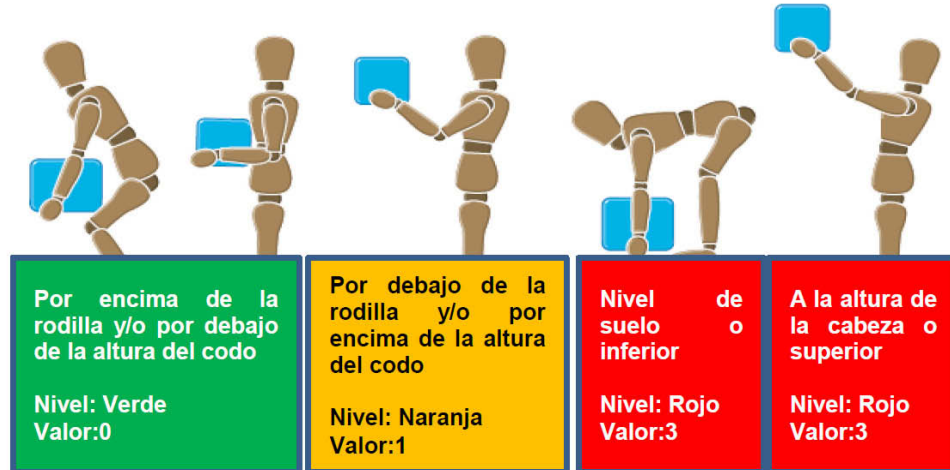 Por encima de la
rodilla y/o por debajo
de la altura del codo
Nivel: Verde
Valor:0
Por debajo de la
rodilla y/o por
encima de la altura
del codo
Nivel: Naranja
Valor:1
Nivel de
suelo o
inferior
Nivel: Rojo
Valor:3
A la altura de
la cabeza o
superior
Nivel: Rojo
Valor:3